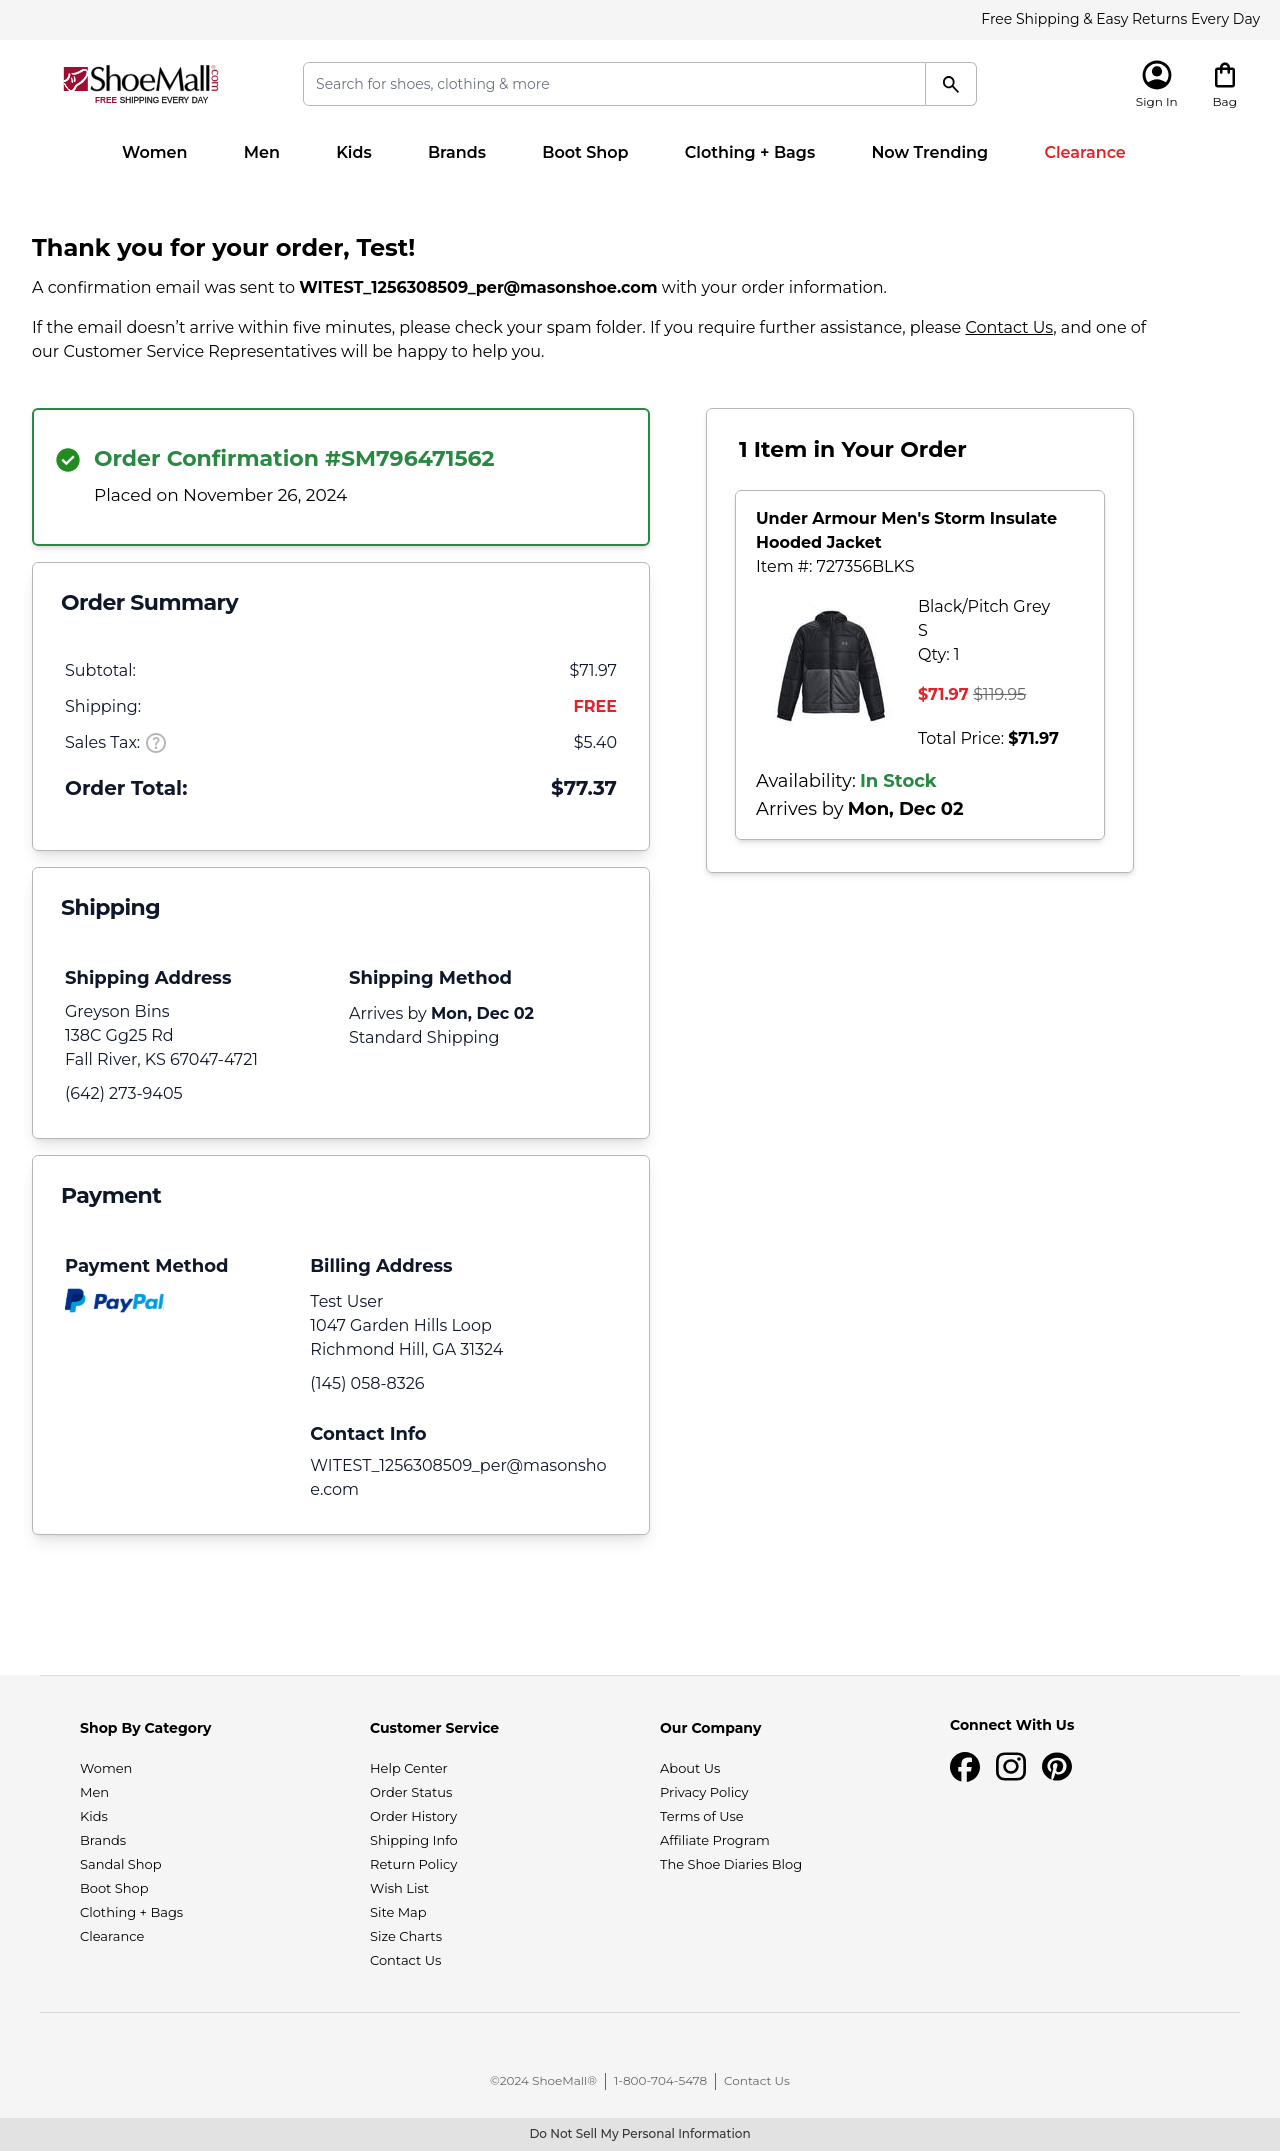 Free Shipping & Easy Returns Every Day
ShoeMall®.com
FREE SHIPPING EVERY DAY
Search for shoes, clothing & more
Sign In
Bag
Women Men Kids Brands Boot Shop Clothing + Bags Now Trending Clearance
Thank you for your order, Test!
A confirmation email was sent to WITEST_1256308509_per@masonshoe.com with your order information.
If the email doesn’t arrive within five minutes, please check your spam folder. If you require further assistance, please Contact Us, and one of
our Customer Service Representatives will be happy to help you.
Order Confirmation #SM796471562
Placed on November 26, 2024
Order Summary
Subtotal: $71.97
Shipping: FREE
Sales Tax: ? $5.40
Order Total: $77.37
Shipping
Shipping Address
Greyson Bins
138C Gg25 Rd
Fall River, KS 67047-4721
(642) 273-9405
Shipping Method
Arrives by Mon, Dec 02
Standard Shipping
Payment
Payment Method
PayPal
Billing Address
Test User
1047 Garden Hills Loop
Richmond Hill, GA 31324
(145) 058-8326
Contact Info
WITEST_1256308509_per@masonsho
e.com
1 Item in Your Order
Under Armour Men's Storm Insulate
Hooded Jacket
Item #: 727356BLKS
Black/Pitch Grey
S
Qty: 1
$71.97 $119.95
Total Price: $71.97
Availability: In Stock
Arrives by Mon, Dec 02
Shop By Category
Women
Men
Kids
Brands
Sandal Shop
Boot Shop
Clothing + Bags
Clearance
Customer Service
Help Center
Order Status
Order History
Shipping Info
Return Policy
Wish List
Site Map
Size Charts
Contact Us
Our Company
About Us
Privacy Policy
Terms of Use
Affiliate Program
The Shoe Diaries Blog
Connect With Us
©2024 ShoeMall® | 1-800-704-5478 | Contact Us
Do Not Sell My Personal Information